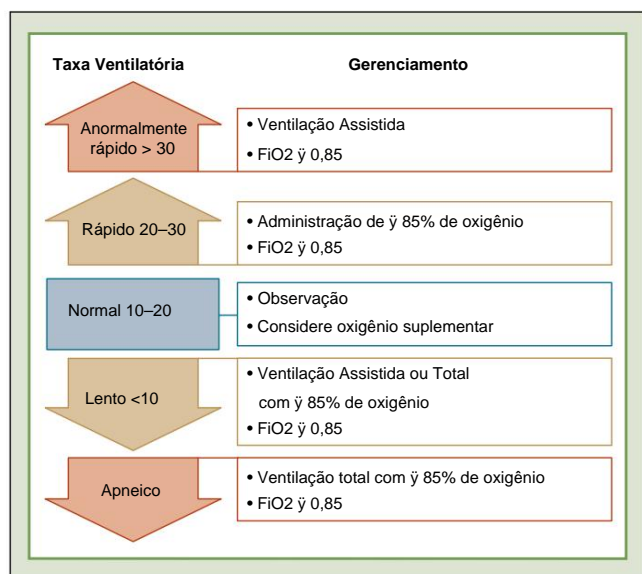 Taxa Ventilatória Gerenciamento
Anormalmente
rápido > 30
• Ventilação Assistida
• FiO2 ÿ 0,85
Rápido 20–30
• Administração de ÿ 85% de oxigênio
• FiO2 ÿ 0,85
Normal 10–20
• Observação
• Considere oxigênio suplementar
Lento <10
• Ventilação Assistida ou Total
com ÿ 85% de oxigênio
• FiO2 ÿ 0,85
Apneico
• Ventilação total com ÿ 85% de oxigênio
• FiO2 ÿ 0,85